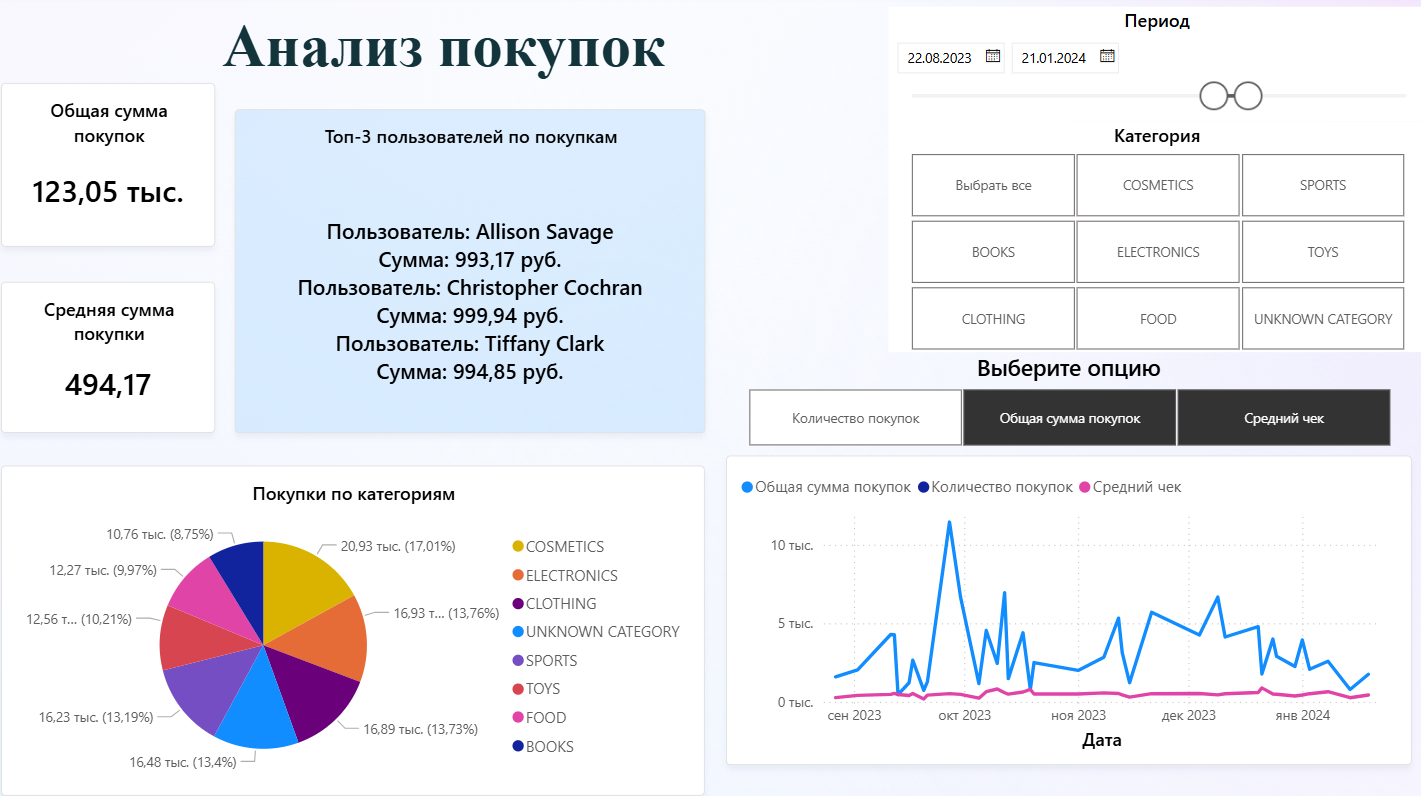 Анализ покупок
Общая сумма
покупок
123,05 тыс.
Средняя сумма
покупки
494,17
Топ-3 пользователей по покупкам
Пользователь: Allison Savage
Сумма: 993,17 руб.
Пользователь: Christopher Cochran
Сумма: 999,94 руб.
Пользователь: Tiffany Clark
Сумма: 994,85 руб.
Период
22.08.2023
21.01.2024
Категория
Выбрать все
COSMETICS
SPORTS
BOOKS
ELECTRONICS
TOYS
CLOTHING
FOOD
UNKNOWN CATEGORY
Выберите опцию
Количество покупок
Общая сумма покупок
Средний чек
Покупки по категориям
10,76 тыс. (8,75%)
20,93 тыс. (17,01%)
12,27 тыс. (9,97%)
16,93 т... (13,76%)
12,56 т... (10,21%)
16,23 тыс. (13,19%)
16,89 тыс. (13,73%)
16,48 тыс. (13,4%)
COSMETICS
ELECTRONICS
CLOTHING
UNKNOWN CATEGORY
SPORTS
TOYS
FOOD
BOOKS
Общая сумма покупок
Количество покупок
Средний чек
10 тыс.
5 тыс.
0 тыс.
сен 2023
окт 2023
ноя 2023
дек 2023
янв 2024
Дата